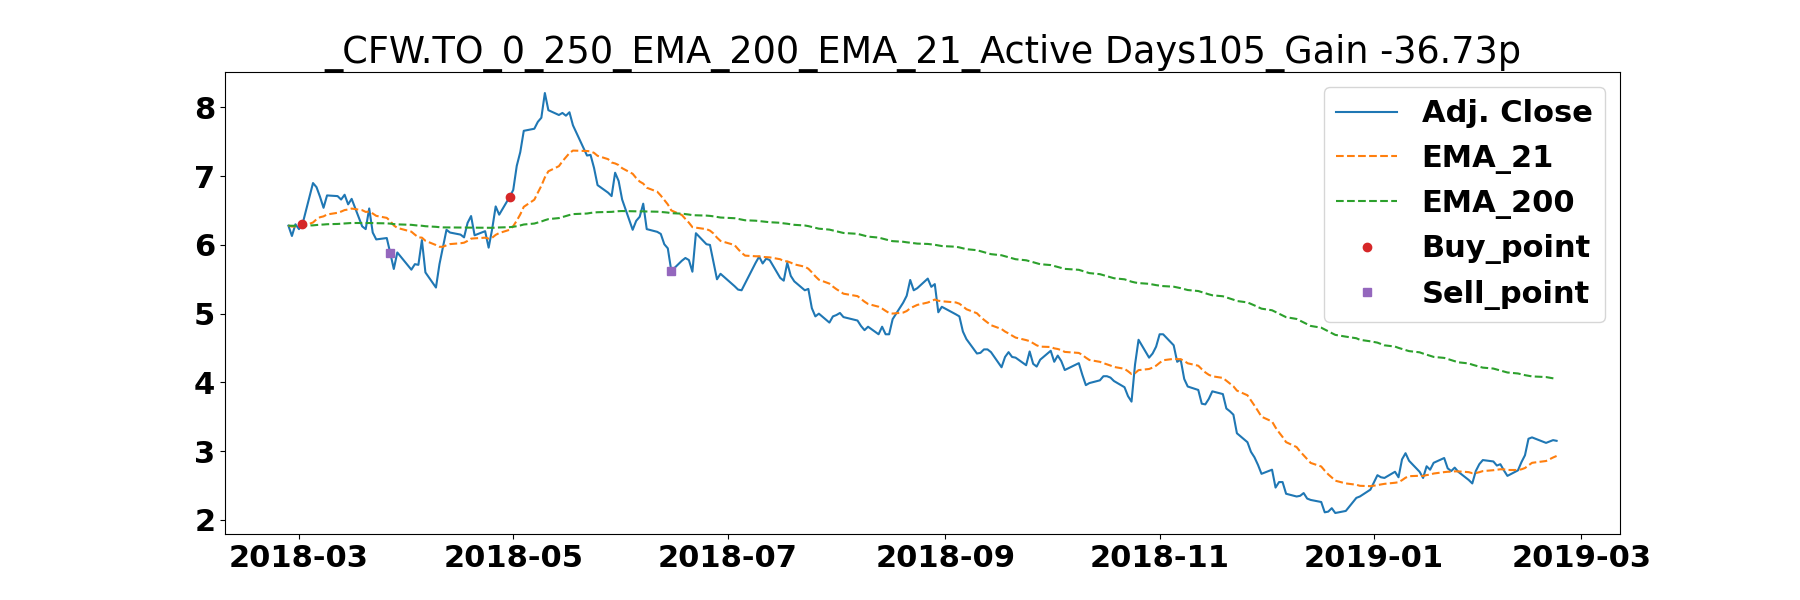 _CFW.TO_0_250_EMA_200_EMA_21_Active Days105_Gain -36.73p
8
7
6
5
4
3
2
Adj. Close
EMA_21
EMA_200
Buy_point
Sell_point
2018-03 2018-05 2018-07 2018-09 2018-11 2019-01 2019-03